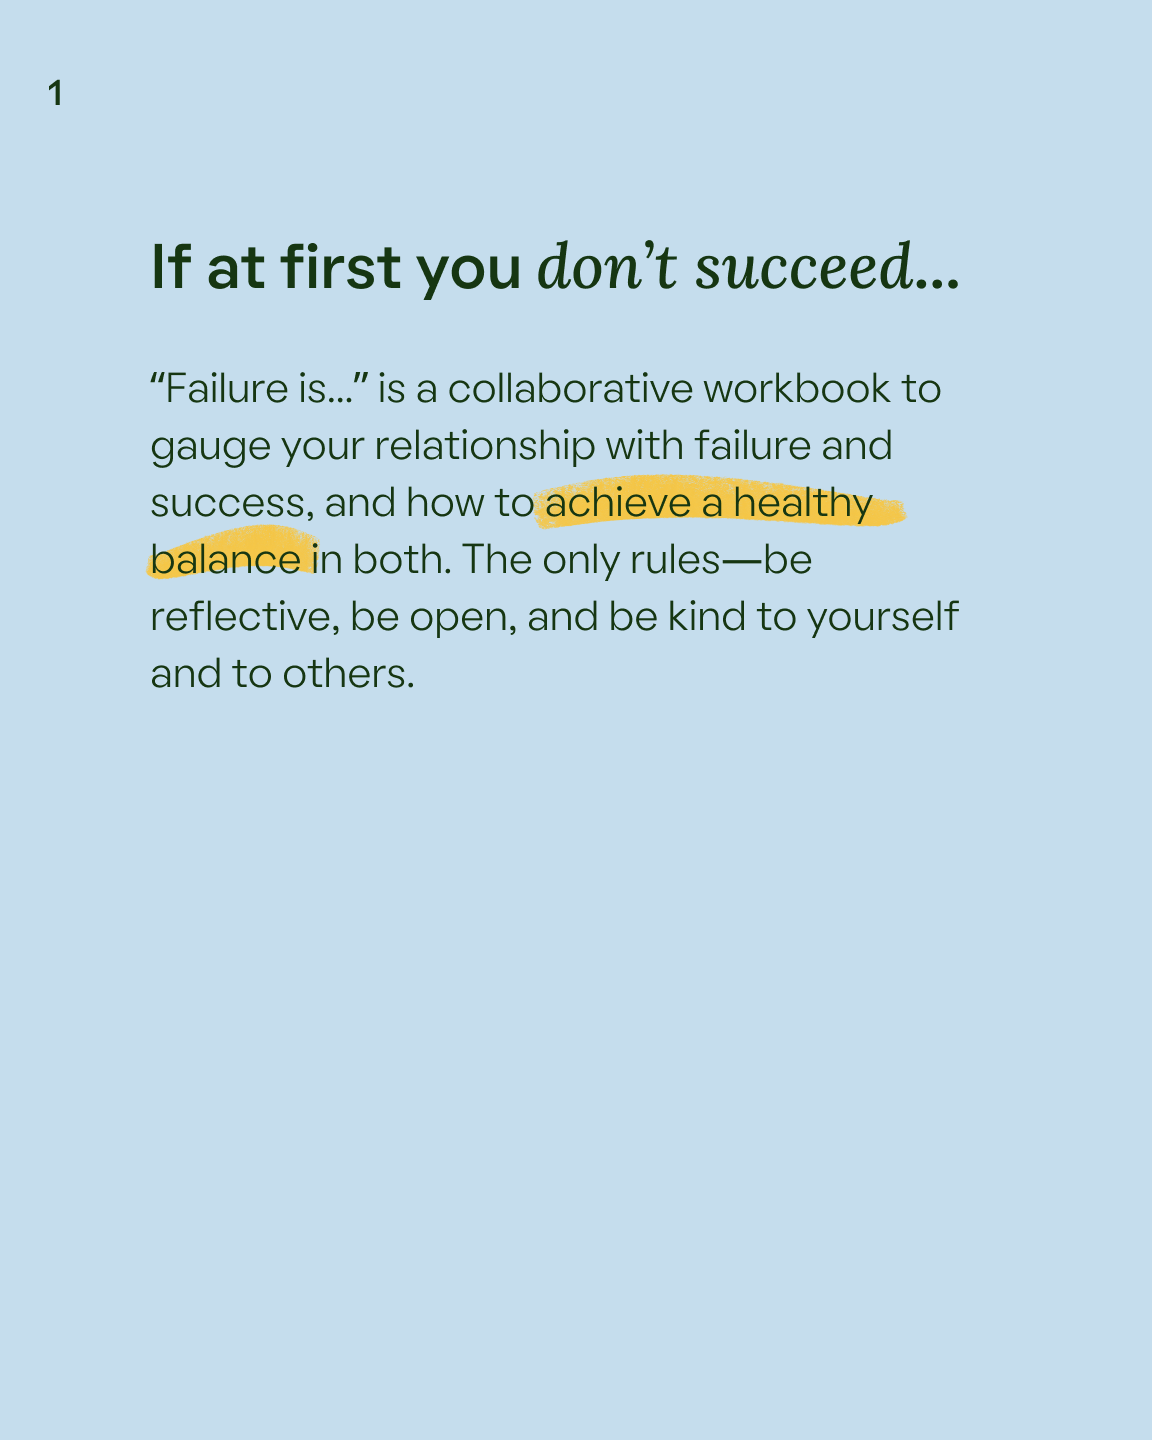 1
If at first you don’t succeed...
“Failure is...” is a collaborative workbook to
gauge your relationship with failure and
success, and how to achieve a healthy
balance in both. The only rules—be
reflective, be open, and be kind to yourself
and to others.